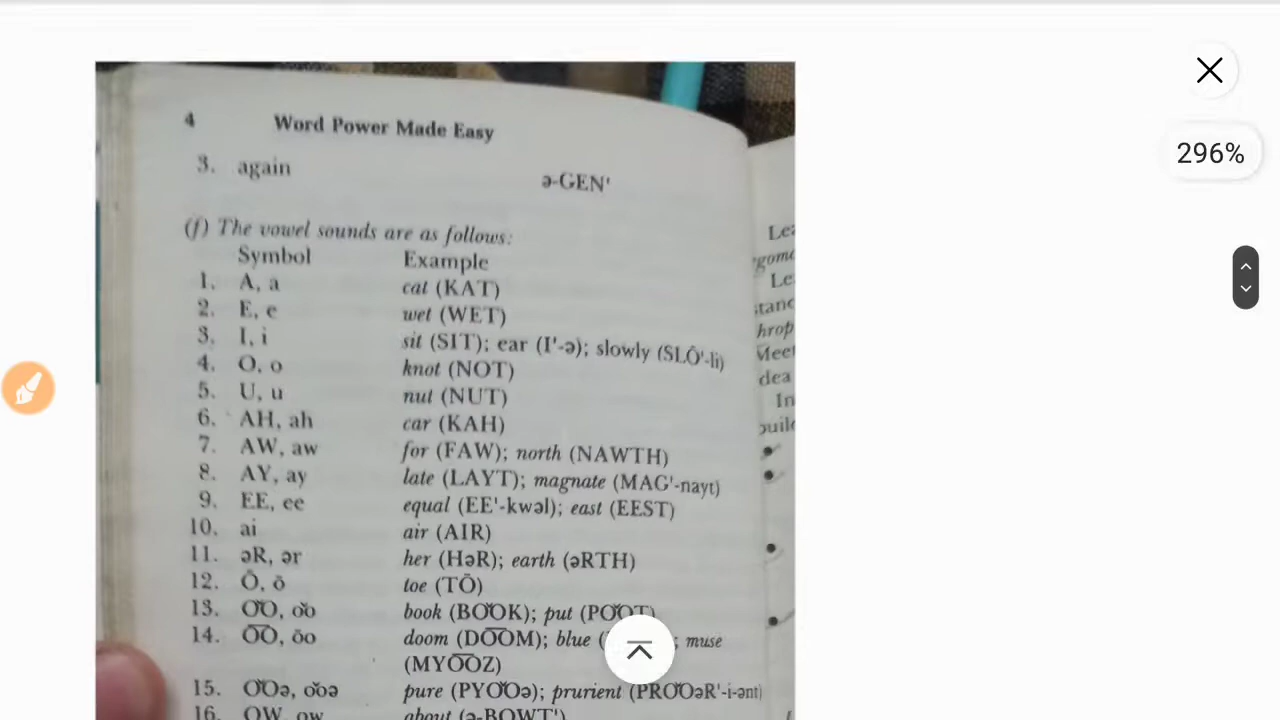 296%
4 Word Power Made Easy
3. again ə-GEN'
(f) The vowel sounds are as follows:
Symbol Example
1. A, a cat (KAT)
2. E, e wet (WET)
3. I, i sit (SIT); ear (I'-ə); slowly (SLŌ'-li)
4. O, o knot (NOT)
5. U, u nut (NUT)
6. AH, ah car (KAH)
7. AW, aw for (FAW); north (NAWTH)
8. AY, ay late (LAYT); magnate (MAG'-nayt)
9. EE, ee equal (EE'-kwəl); east (EEST)
10. ai air (AIR)
11. əR, ər her (HəR); earth (əRTH)
12. Ō, ō toe (TŌ)
13. O͝O, o͝o book (BO͝OK); put (PO͝OT)
14. O͞O, o͞o doom (DO͞OM); blue muse
(MYO͞OZ)
15. O͝Oə, o͝oə pure (PYO͝Oə); prurient (PRO͝OəR'-i-ənt)
16. OW, ow about (ə-BOWT')